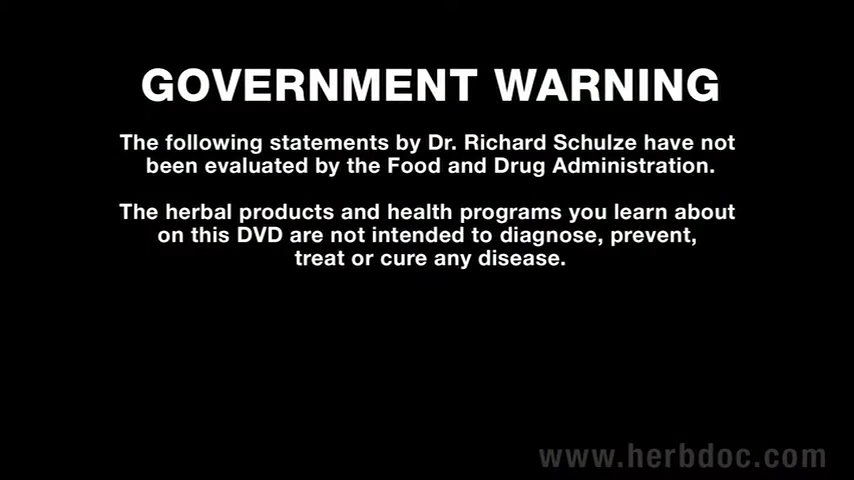 GOVERNMENT WARNING
The following statements by Dr. Richard Schulze have not
been evaluated by the Food and Drug Administration.
The herbal products and health programs you learn about
on this DVD are not intended to diagnose, prevent,
treat or cure any disease.
www.herbdoc.com